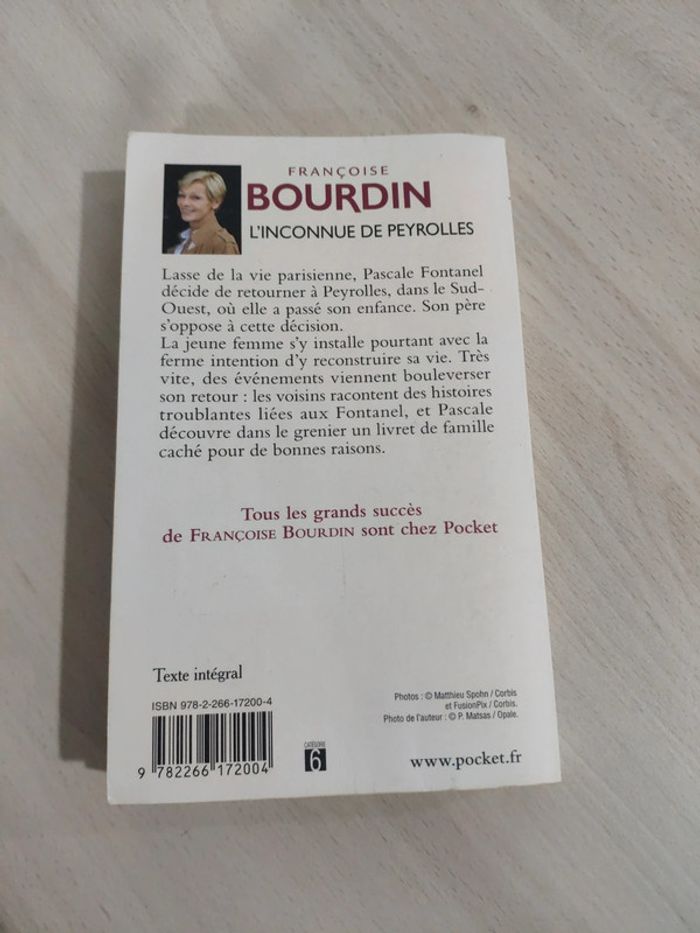 FRANÇOISE
BOURDIN
L'INCONNUE DE PEYROLLES
Lasse de la vie parisienne, Pascale Fontanel
décide de retourner à Peyrolles, dans le Sud-
Ouest, où elle a passé son enfance. Son père
s'oppose à cette décision.
La jeune femme s'y installe pourtant avec la
ferme intention d'y reconstruire sa vie. Très
vite, des événements viennent bouleverser
son retour : les voisins racontent des histoires
troublantes liées aux Fontanel, et Pascale
découvre dans le grenier un livret de famille
caché pour de bonnes raisons.
Tous les grands succès
de FRANÇOISE BOURDIN sont chez Pocket
Texte intégral
ISBN 978-2-266-17200-4
9 782266 172004
CATÉGORIE
6
Photos : © Matthieu Spohn / Corbis
et FusionPix / Corbis.
Photo de l'auteur : © P. Matsas / Opale.
www.pocket.fr